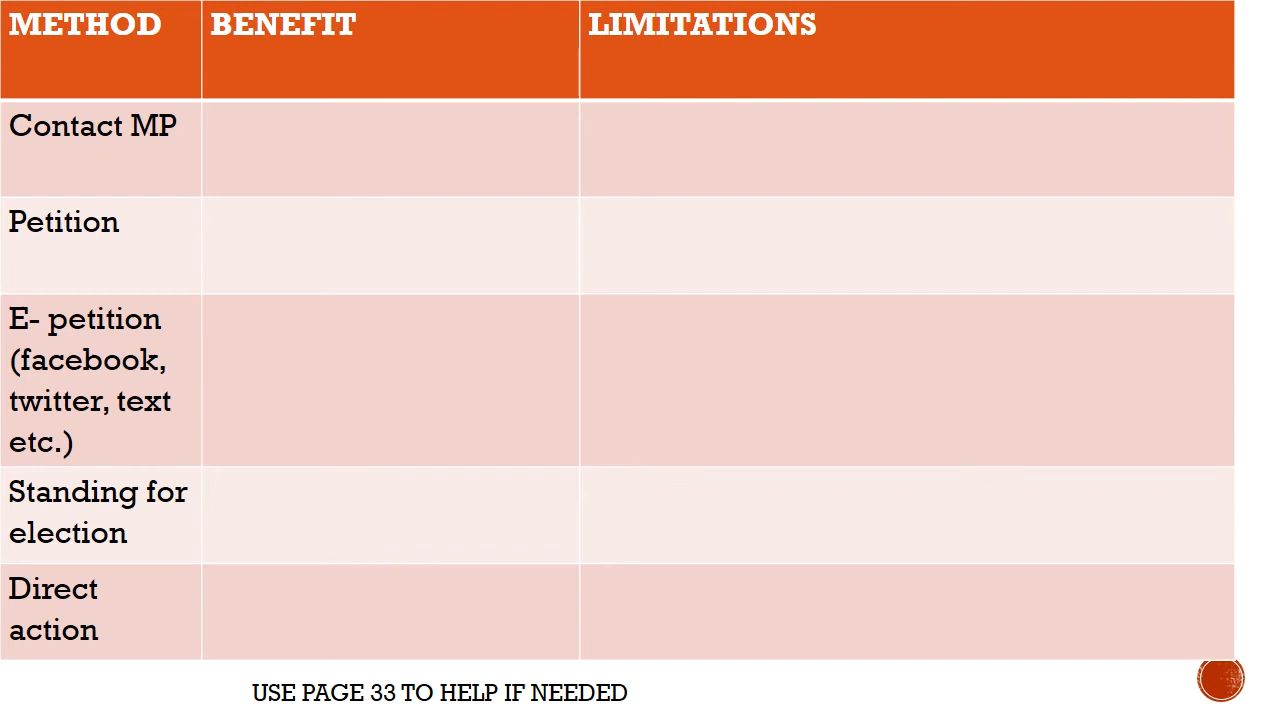 METHOD
BENEFIT
LIMITATIONS
Contact MP
Petition
E- petition
(facebook,
twitter, text
etc.)
Standing for
election
Direct
action
USE PAGE 33 TO HELP IF NEEDED